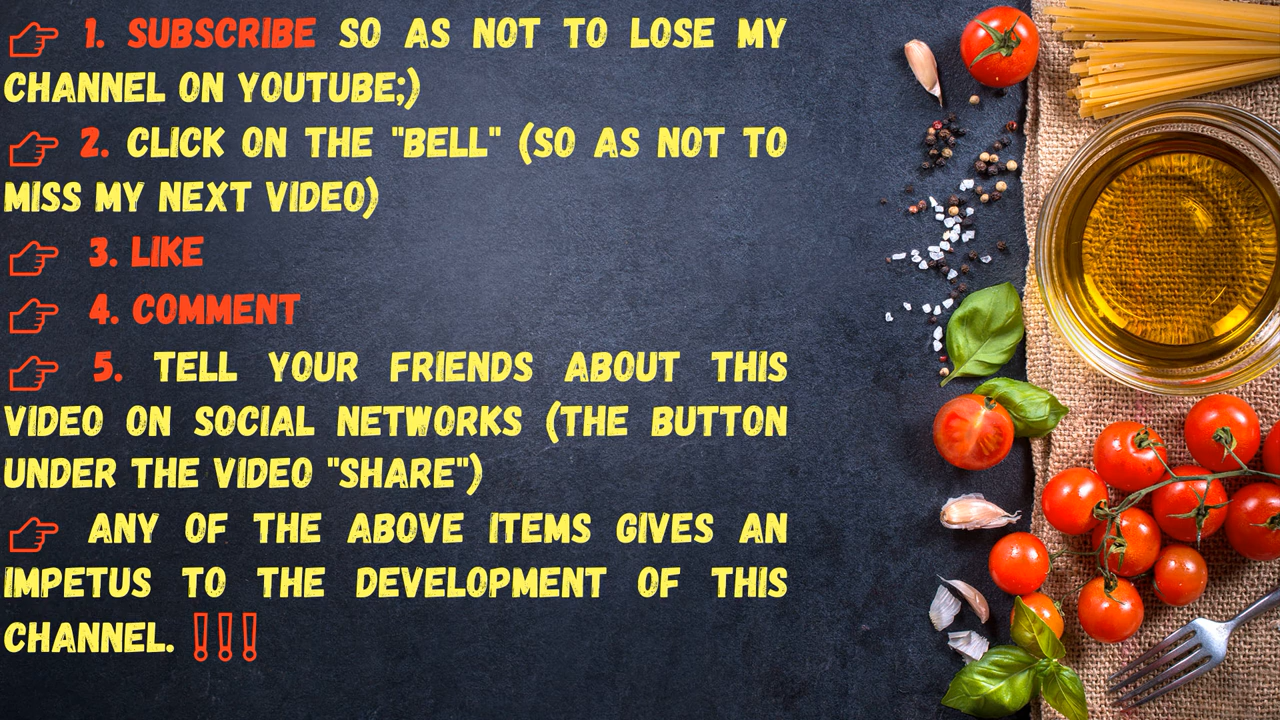 👉 1. SUBSCRIBE SO AS NOT TO LOSE MY
CHANNEL ON YOUTUBE;)
👉 2. CLICK ON THE "BELL" (SO AS NOT TO
MISS MY NEXT VIDEO)
👉 3. LIKE
👉 4. COMMENT
👉 5. TELL YOUR FRIENDS ABOUT THIS
VIDEO ON SOCIAL NETWORKS (THE BUTTON
UNDER THE VIDEO "SHARE")
👉 ANY OF THE ABOVE ITEMS GIVES AN
IMPETUS TO THE DEVELOPMENT OF THIS
CHANNEL. !!!